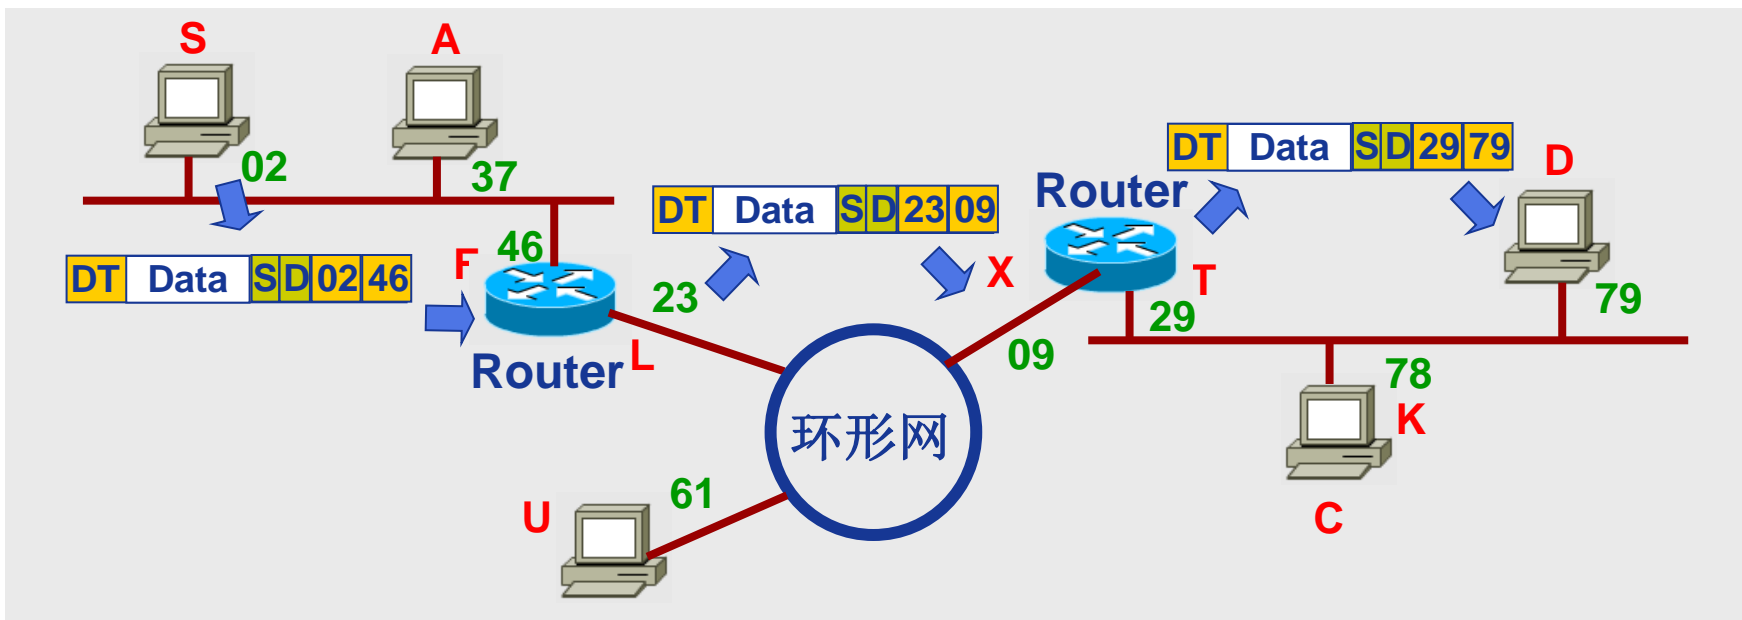 S
A
02
37
DT Data S D 02 46
F
46
Router
L
23
DT Data S D 23 09
X
Router
T
09
29
DT Data S D 29 79
D
79
78
K
C
环形网
U
61